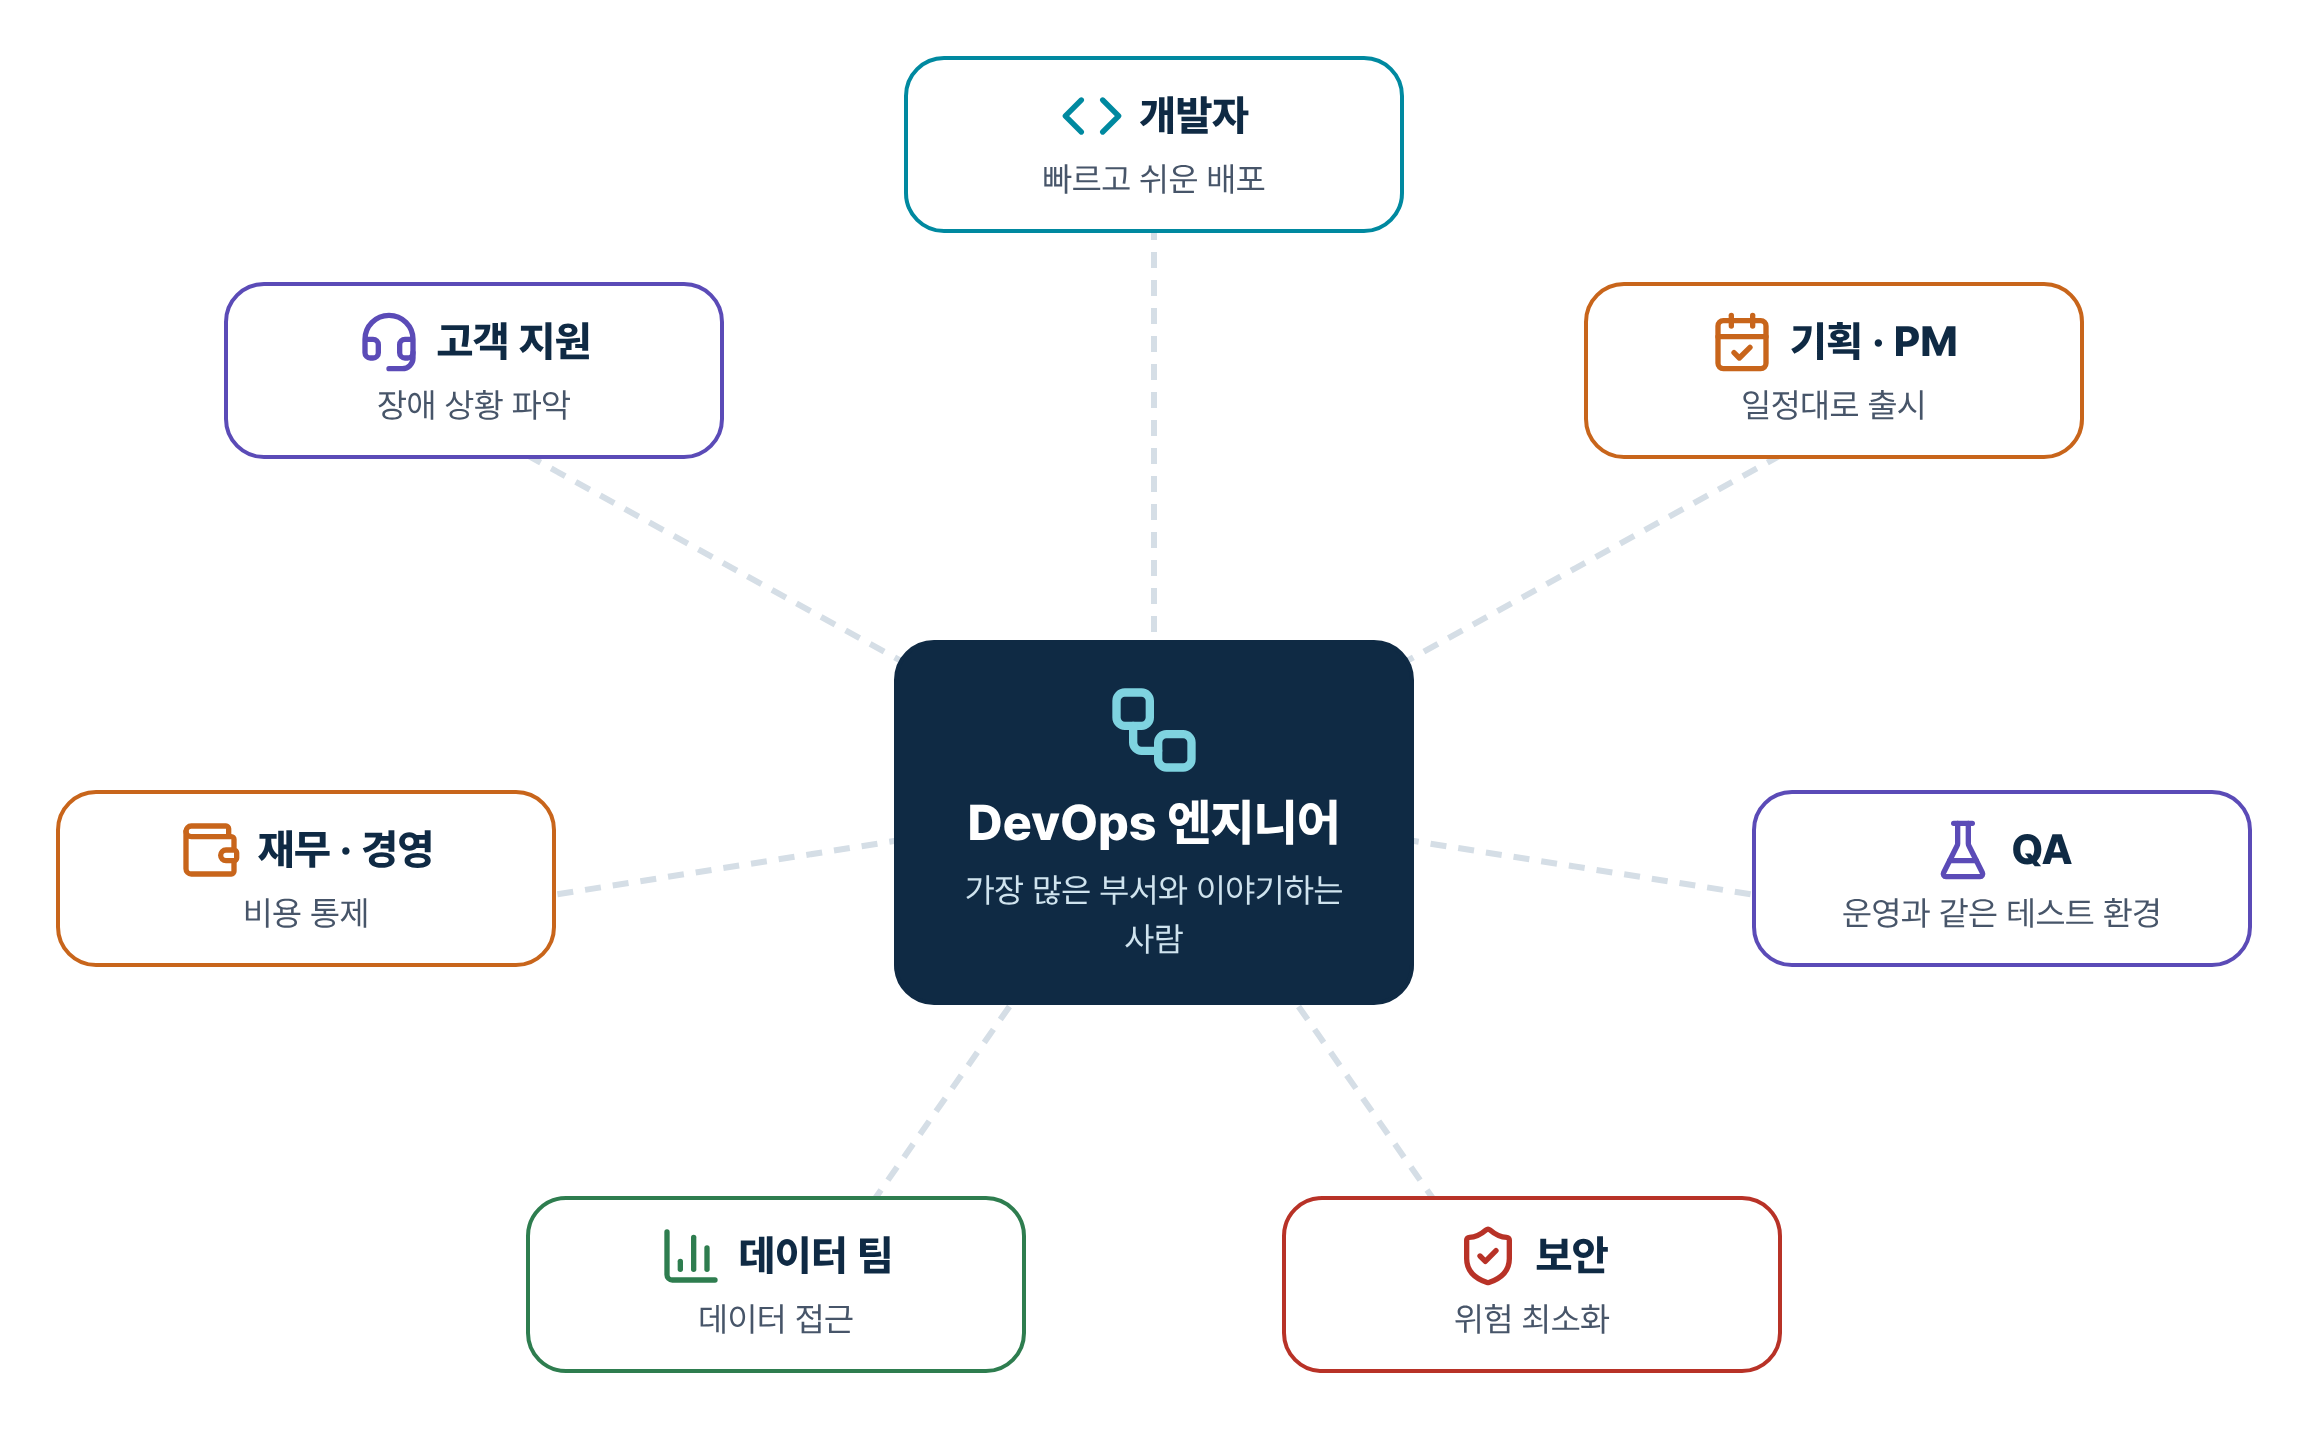 개발자
빠르고 쉬운 배포
고객 지원
장애 상황 파악
기획 · PM
일정대로 출시
DevOps 엔지니어
가장 많은 부서와 이야기하는
사람
재무 · 경영
비용 통제
QA
운영과 같은 테스트 환경
데이터 팀
데이터 접근
보안
위험 최소화